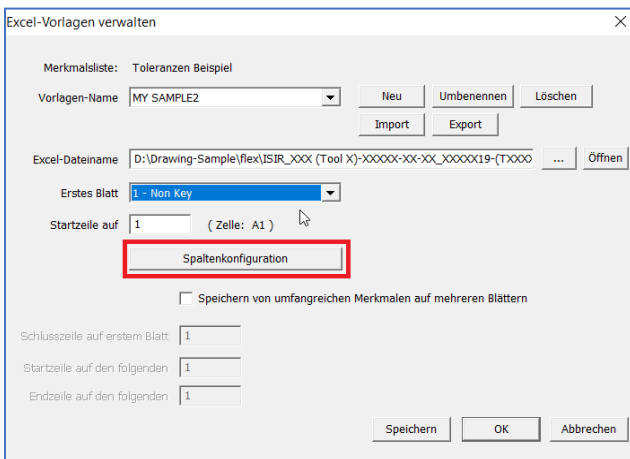 Excel-Vorlagen verwalten
Merkmalsliste: Toleranzen Beispiel
Vorlagen-Name MY SAMPLE2 Neu Umbenennen Löschen
Import Export
Excel-Dateiname D:\Drawing-Sample\flex\ISIR_XXX (Tool X)-XXXXX-XX-XX_XXXXX19-(TXXXX ... Öffnen
Erstes Blatt 1 - Non Key
Startzeile auf 1 ( Zelle: A1 )
Spaltenkonfiguration
Speichern von umfangreichen Merkmalen auf mehreren Blättern
Schlusszeile auf erstem Blatt 1
Startzeile auf den folgenden 1
Endzeile auf den folgenden 1
Speichern OK Abbrechen